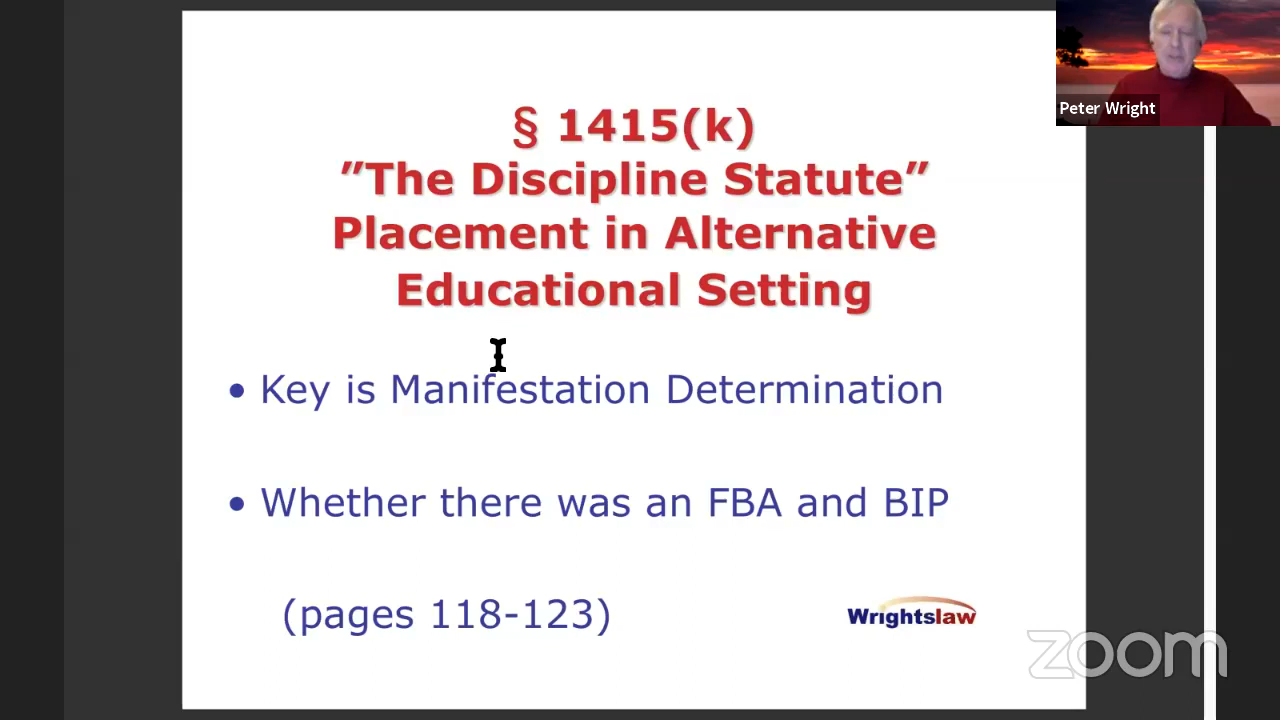 § 1415(k)
”The Discipline Statute”
Placement in Alternative
Educational Setting
• Key is Manifestation Determination
• Whether there was an FBA and BIP
(pages 118-123)
Wrightslaw
Peter Wright
zoom